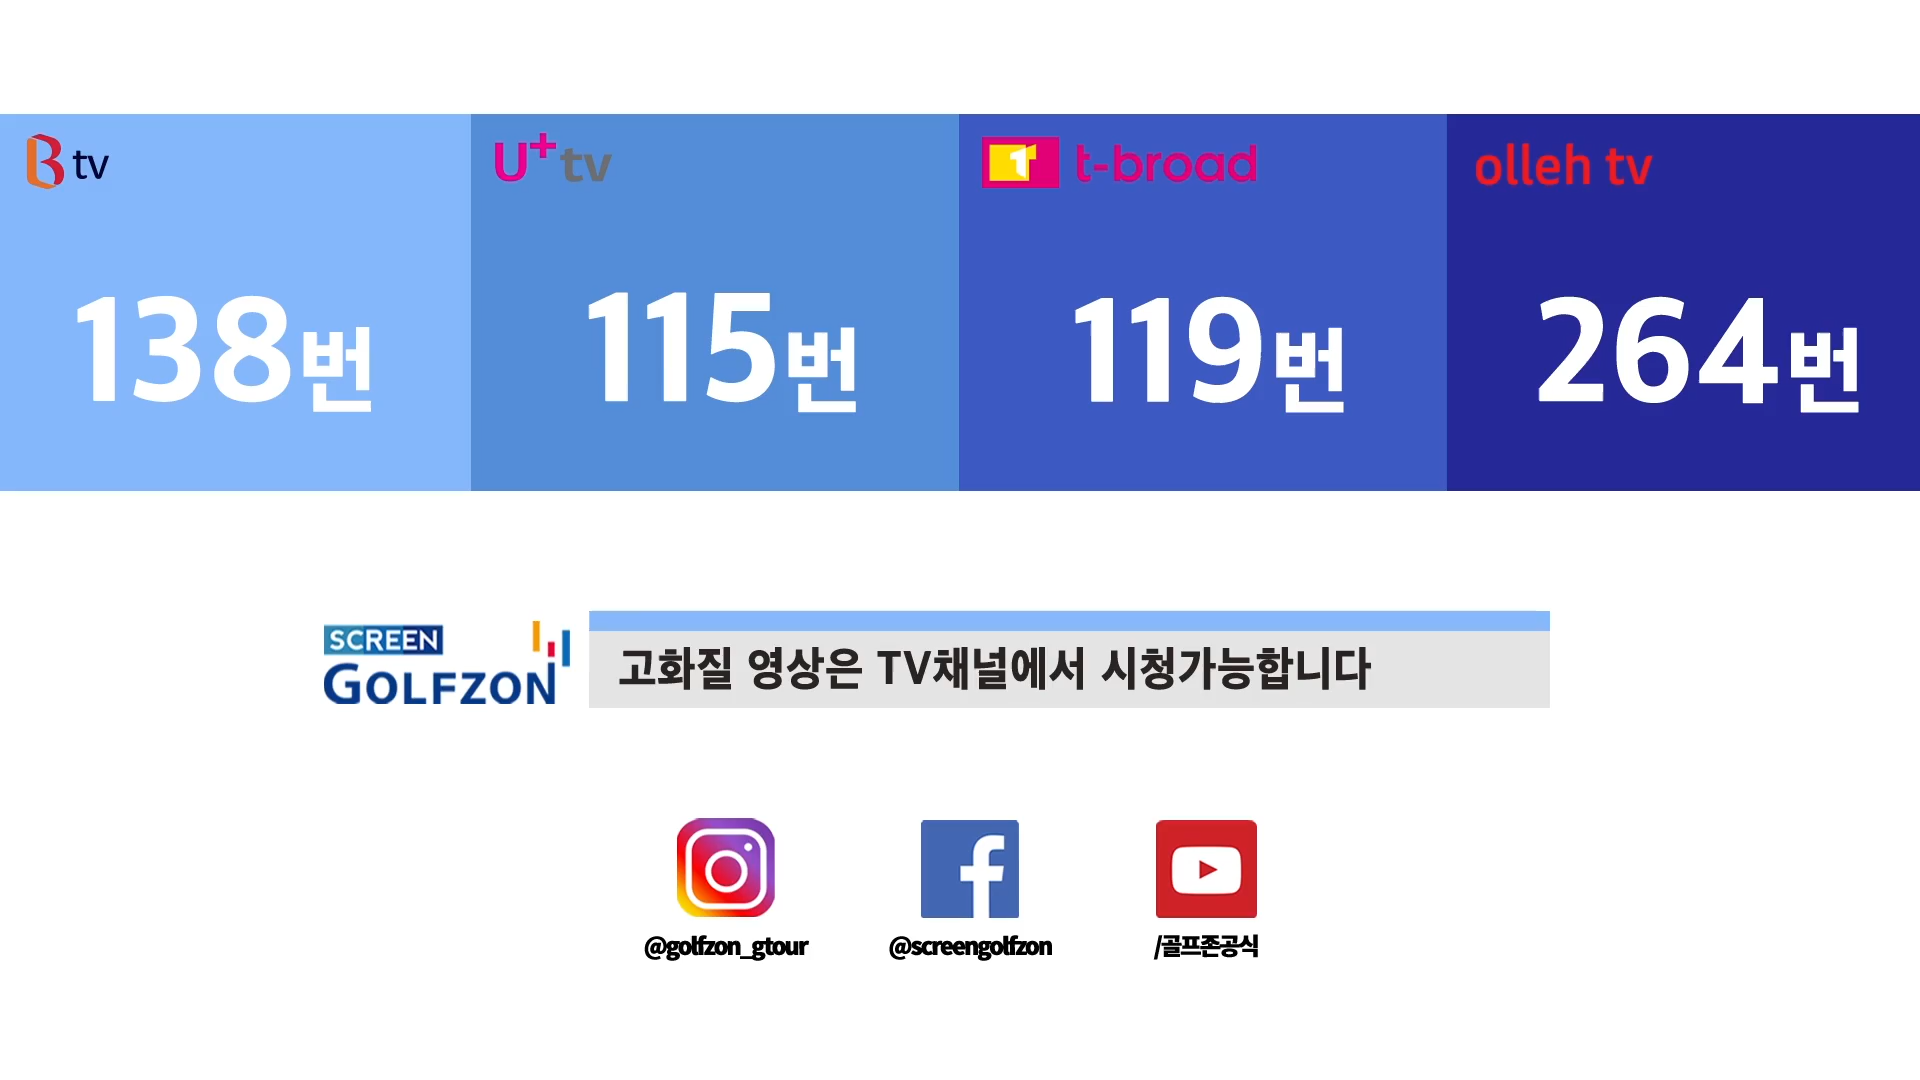 B tv
U+ tv
t-broad
olleh tv
138번
115번
119번
264번
SCREEN
GOLFZON
고화질 영상은 TV채널에서 시청가능합니다
@golfzon_gtour
@screengolfzon
/골프존공식